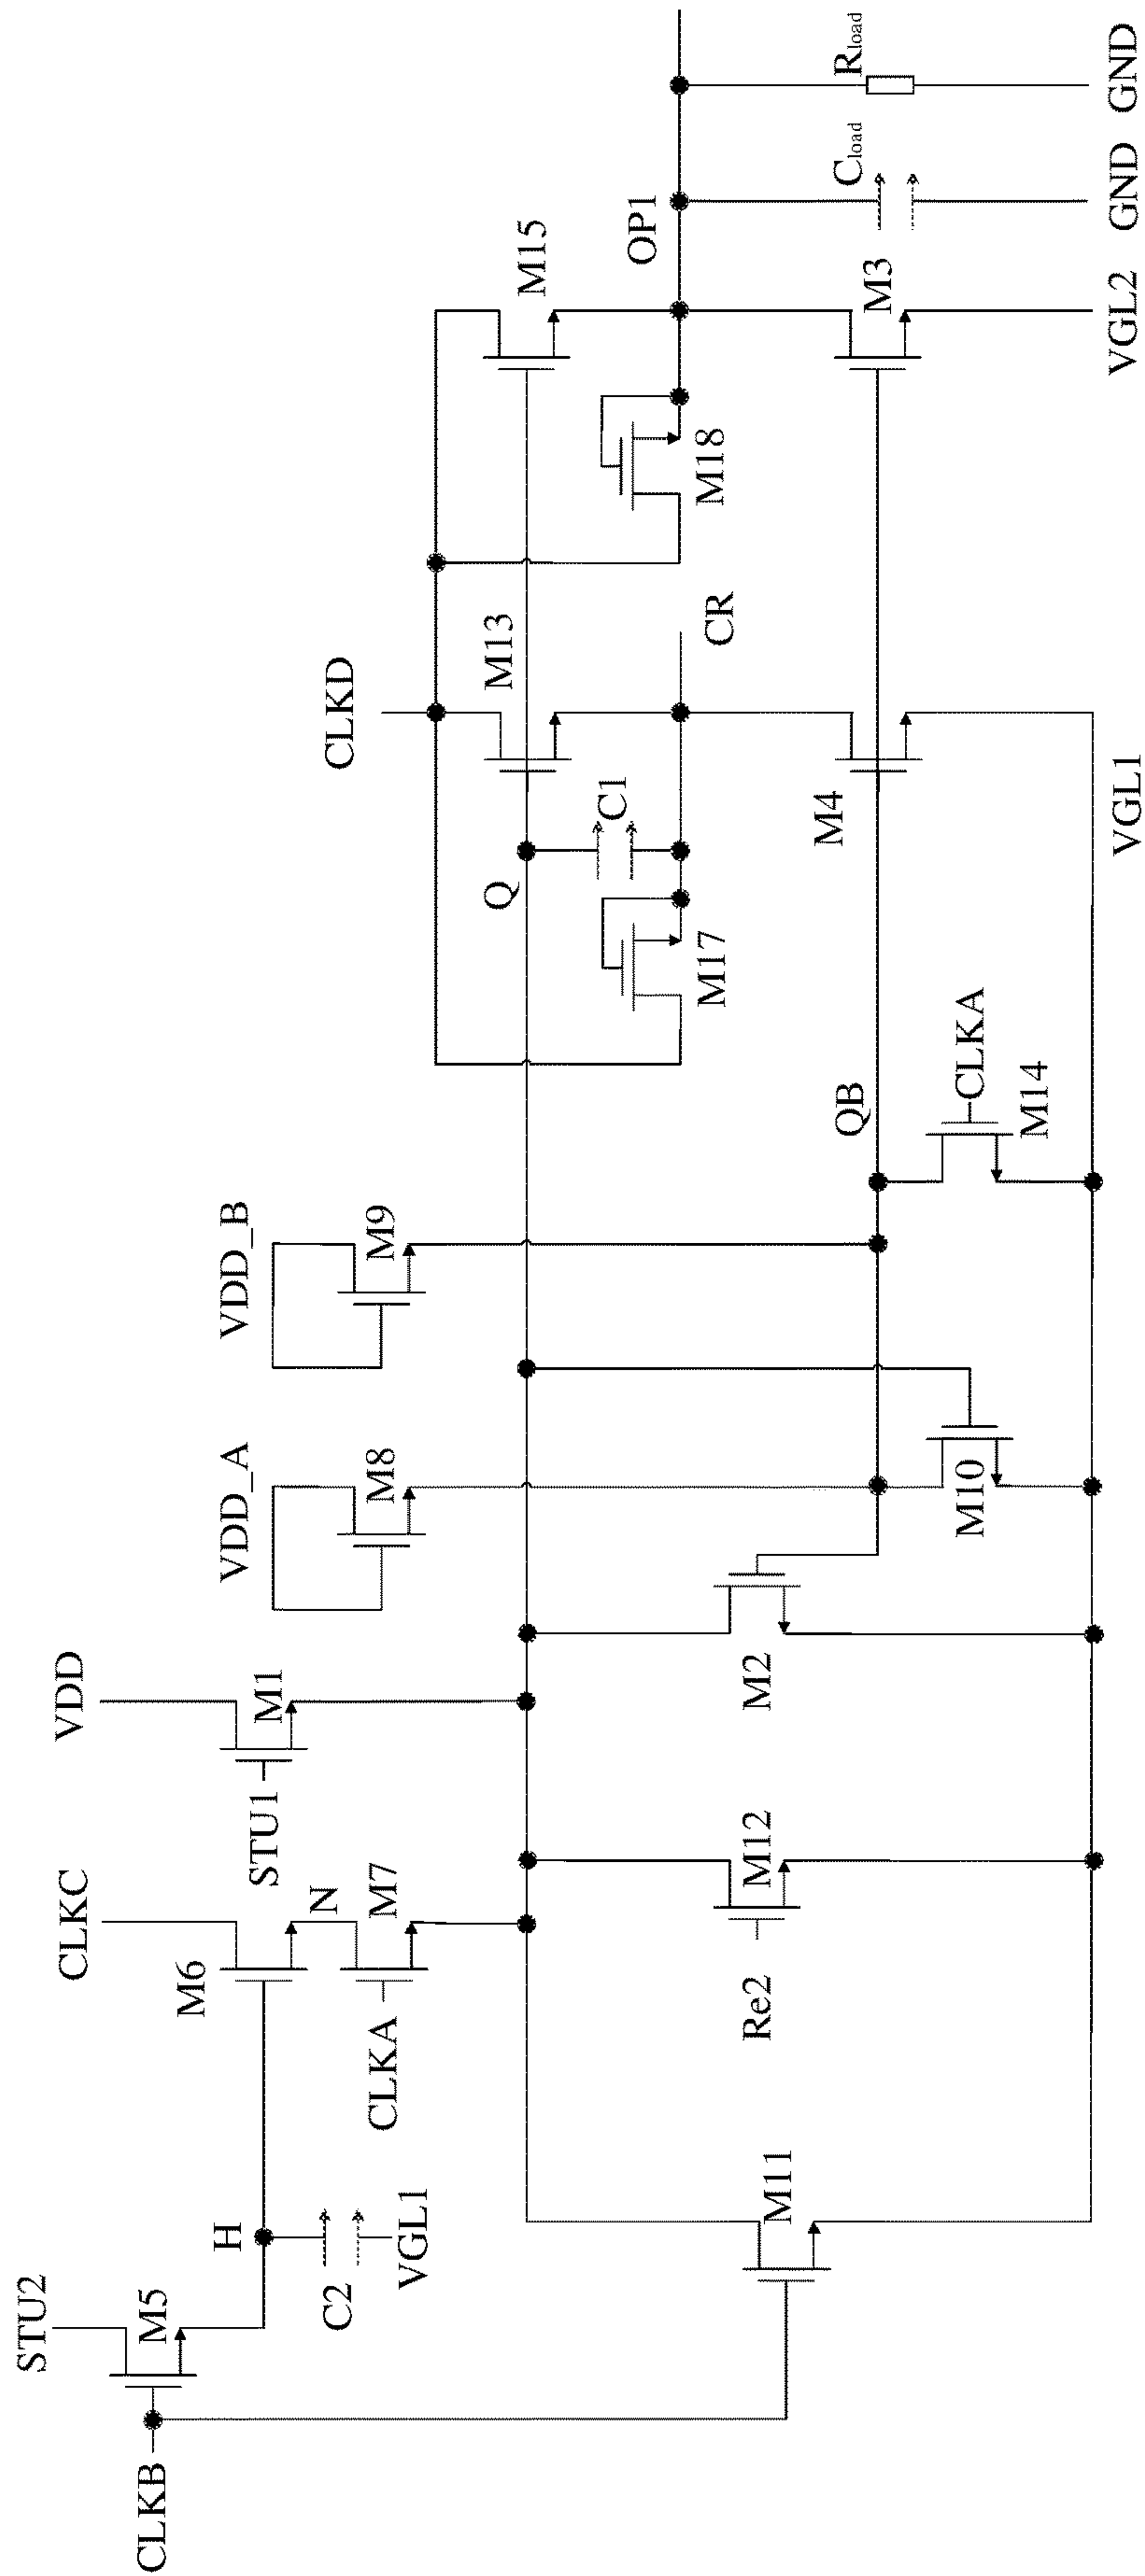 STU2
CLKB
M5
H
C2
VGL1
M11
CLKC
M6
N
M7
CLKA
Re2
M12
VDD
STU1
M1
M2
VDD_A
M8
M10
VDD_B
M9
QB
CLKA
M14
Q
C1
M17
CLKD
M13
CR
M4
VGL1
M18
M15
OP1
M3
VGL2
Cload
GND
Rload
GND